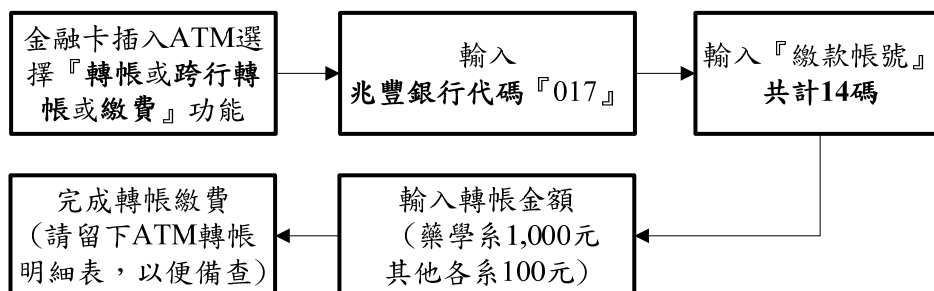 金融卡插入ATM選
擇『轉帳或跨行轉
帳或繳費』功能
輸入
兆豐銀行代碼『017』
輸入『繳款帳號』
共計14碼
輸入轉帳金額
（藥學系1,000元
其他各系100元）
完成轉帳繳費
（請留下ATM轉帳
明細表，以便備查）